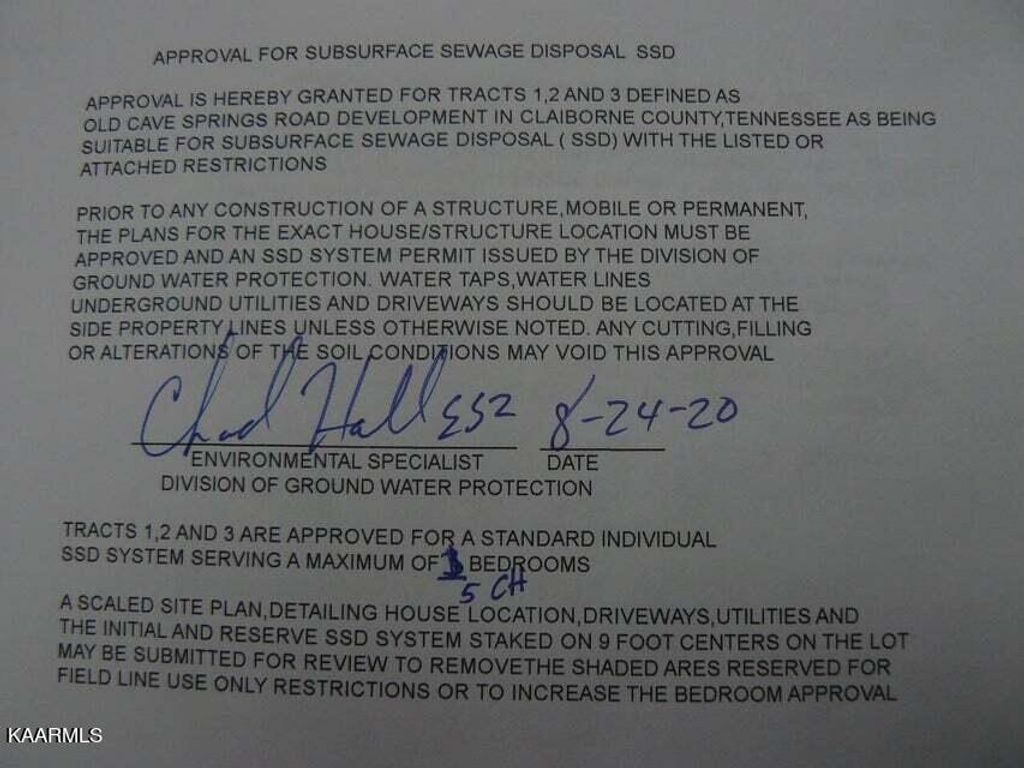 APPROVAL FOR SUBSURFACE SEWAGE DISPOSAL SSD
APPROVAL IS HEREBY GRANTED FOR TRACTS 1,2 AND 3 DEFINED AS
OLD CAVE SPRINGS ROAD DEVELOPMENT IN CLAIBORNE COUNTY,TENNESSEE AS BEING
SUITABLE FOR SUBSURFACE SEWAGE DISPOSAL ( SSD) WITH THE LISTED OR
ATTACHED RESTRICTIONS
PRIOR TO ANY CONSTRUCTION OF A STRUCTURE,MOBILE OR PERMANENT,
THE PLANS FOR THE EXACT HOUSE/STRUCTURE LOCATION MUST BE
APPROVED AND AN SSD SYSTEM PERMIT ISSUED BY THE DIVISION OF
GROUND WATER PROTECTION. WATER TAPS,WATER LINES
UNDERGROUND UTILITIES AND DRIVEWAYS SHOULD BE LOCATED AT THE
SIDE PROPERTY LINES UNLESS OTHERWISE NOTED. ANY CUTTING,FILLING
OR ALTERATIONS OF THE SOIL CONDITIONS MAY VOID THIS APPROVAL
Chad Hall ES2 8-24-20
ENVIRONMENTAL SPECIALIST DATE
DIVISION OF GROUND WATER PROTECTION
TRACTS 1,2 AND 3 ARE APPROVED FOR A STANDARD INDIVIDUAL
SSD SYSTEM SERVING A MAXIMUM OF BEDROOMS
5 CH
A SCALED SITE PLAN,DETAILING HOUSE LOCATION,DRIVEWAYS,UTILITIES AND
THE INITIAL AND RESERVE SSD SYSTEM STAKED ON 9 FOOT CENTERS ON THE LOT
MAY BE SUBMITTED FOR REVIEW TO REMOVETHE SHADED ARES RESERVED FOR
FIELD LINE USE ONLY RESTRICTIONS OR TO INCREASE THE BEDROOM APPROVAL
KAARMLS